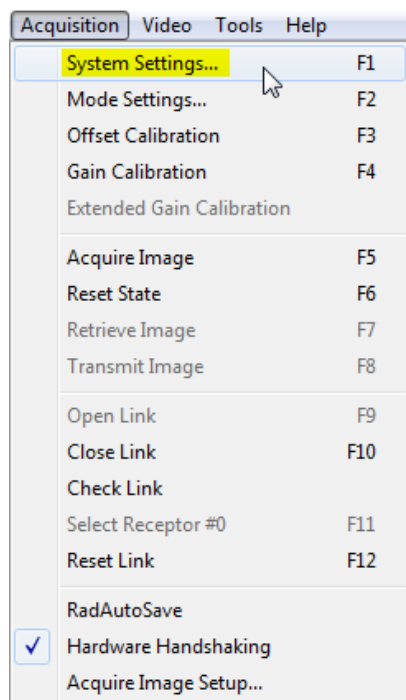 Acquisition Video Tools Help
System Settings... F1
Mode Settings... F2
Offset Calibration F3
Gain Calibration F4
Extended Gain Calibration
Acquire Image F5
Reset State F6
Retrieve Image F7
Transmit Image F8
Open Link F9
Close Link F10
Check Link
Select Receptor #0 F11
Reset Link F12
RadAutoSave
Hardware Handshaking
Acquire Image Setup...